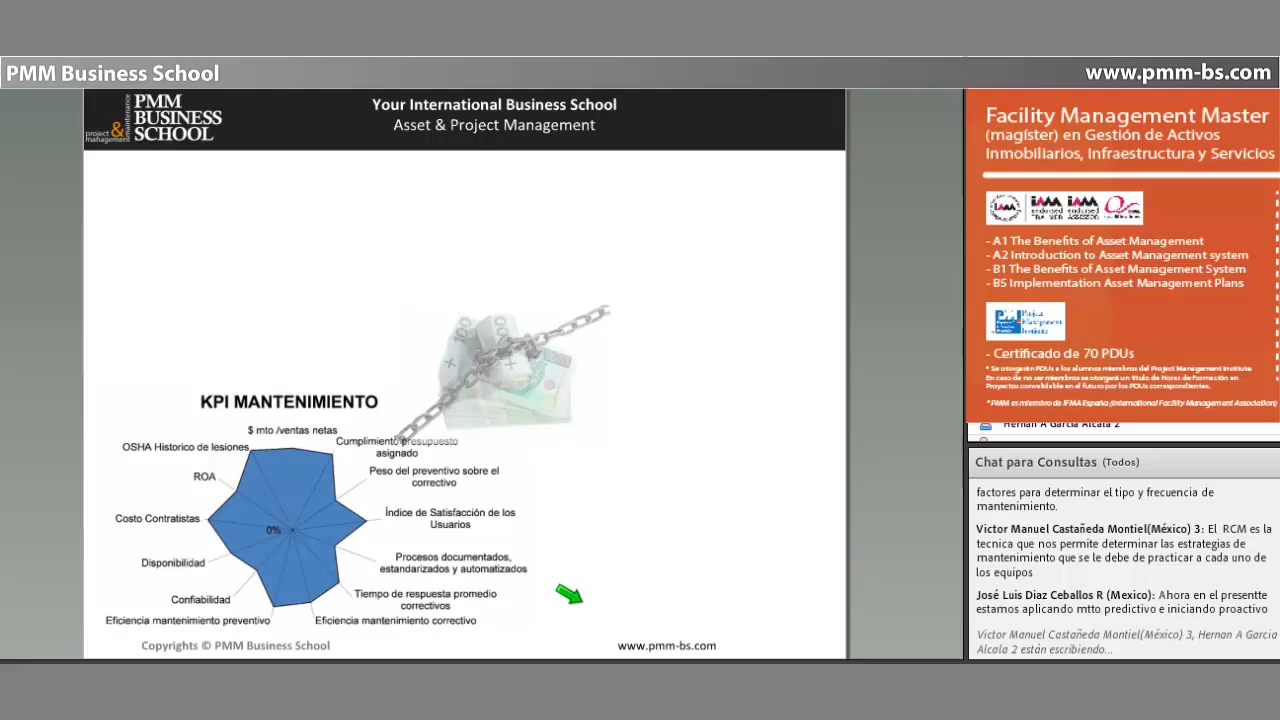 PMM Business School
www.pmm-bs.com
project & management
maintenance
PMM
BUSINESS
SCHOOL
Your International Business School
Asset & Project Management
KPI MANTENIMIENTO
$ mto /ventas netas
OSHA Historico de lesiones
Cumplimiento presupuesto
asignado
ROA
Peso del preventivo sobre el
correctivo
Costo Contratistas
0%
Índice de Satisfacción de los
Usuarios
Disponibilidad
Procesos documentados,
estandarizados y automatizados
Confiabilidad
Tiempo de respuesta promedio
correctivos
Eficiencia mantenimiento preventivo
Eficiencia mantenimiento correctivo
Copyrights © PMM Business School
www.pmm-bs.com
Facility Management Master
(magíster) en Gestión de Activos
Inmobiliarios, Infraestructura y Servicios
- A1 The Benefits of Asset Management
- A2 Introduction to Asset Management system
- B1 The Benefits of Asset Management System
- B5 Implementation Asset Management Plans
Project
Management
Institute
- Certificado de 70 PDUs
* Se otorgarán PDUs a los alumnos miembros del Project Management Institute.
En caso de no ser miembros se otorgará un título de Horas de Formación en
Proyectos convalidable en el futuro por los PDUs correspondientes.
* PMM es miembro de IFMA España (International Facility Management Association)
Hernan A Garcia Alcala 2
Chat para Consultas (Todos)
factores para determinar el tipo y frecuencia de
mantenimiento.
Victor Manuel Castañeda Montiel(México) 3: El RCM es la
tecnica que nos permite determinar las estrategias de
mantenimiento que se le debe de practicar a cada uno de
los equipos
José Luis Diaz Ceballos R (Mexico): Ahora en el presentte
estamos aplicando mtto predictivo e iniciando proactivo
Victor Manuel Castañeda Montiel(México) 3, Hernan A Garcia
Alcala 2 están escribiendo...